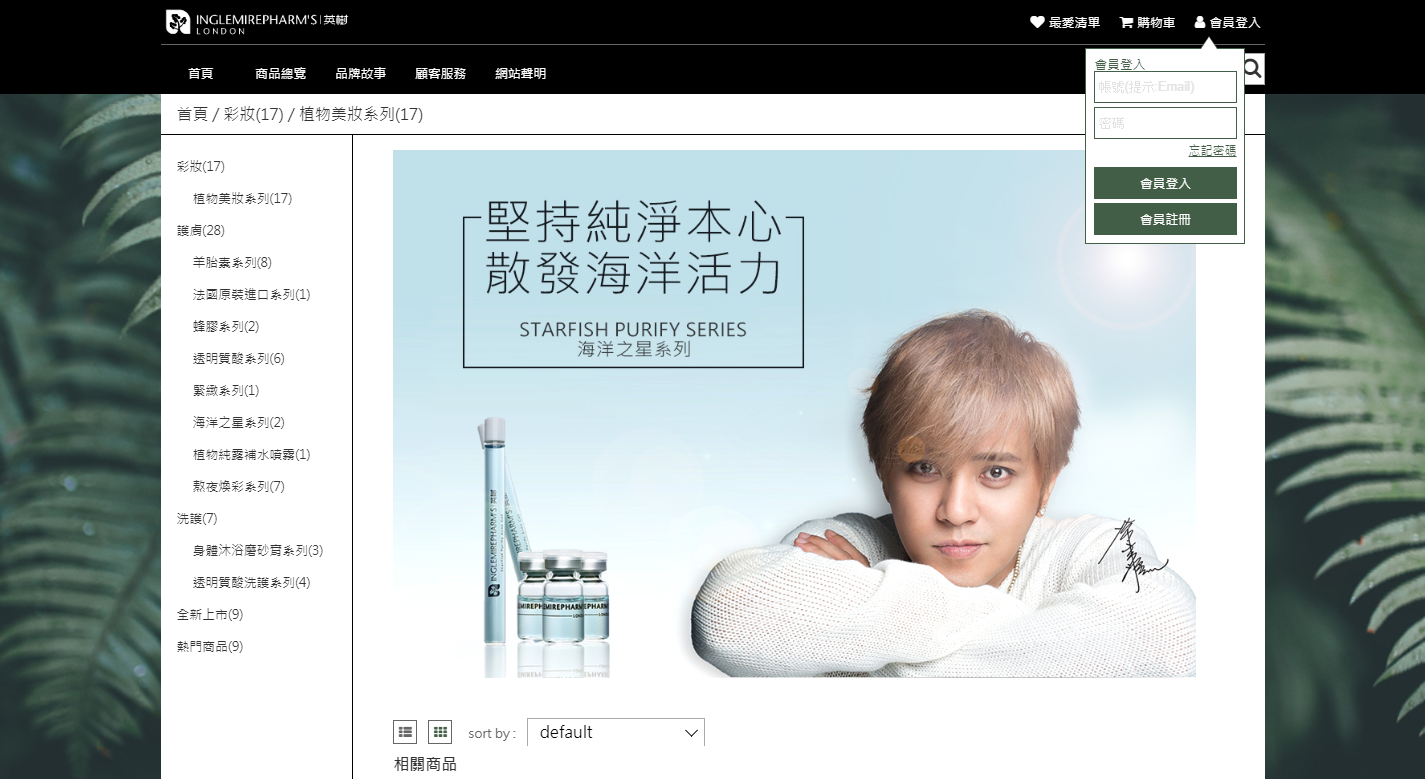 INGLEMIREPHARM'S | 英樹
LONDON
最愛清單 購物車 會員登入
首頁 商品總覽 品牌故事 顧客服務 網站聲明
會員登入
帳號(提示:Email)
密碼
忘記密碼
會員登入
會員註冊
首頁 / 彩妝(17) / 植物美妝系列(17)
彩妝(17)
植物美妝系列(17)
護膚(28)
羊胎素系列(8)
法國原裝進口系列(1)
蜂膠系列(2)
透明質酸系列(6)
緊緻系列(1)
海洋之星系列(2)
植物純露補水噴霧(1)
熬夜煥彩系列(7)
洗護(7)
身體沐浴磨砂膏系列(3)
透明質酸洗護系列(4)
全新上市(9)
熱門商品(9)
堅持純淨本心
散發海洋活力
STARFISH PURIFY SERIES
海洋之星系列
INGLEMIREPHARM'S | 英樹
sort by : default
相關商品